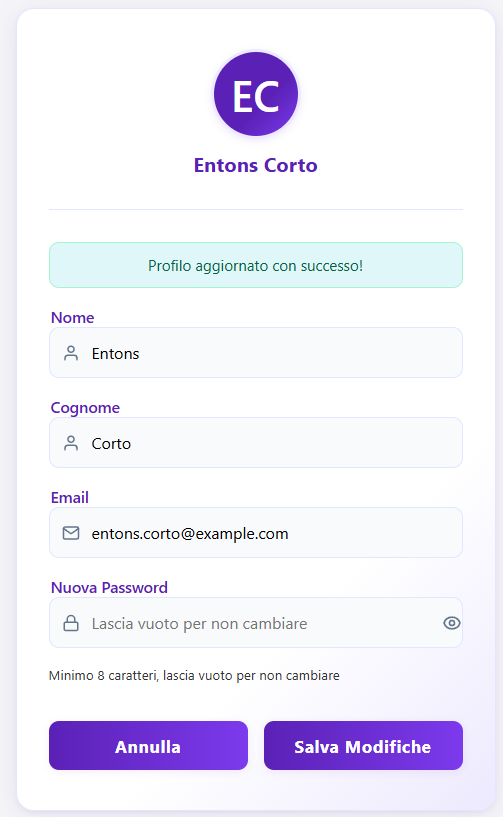 EC
Entons Corto
Profilo aggiornato con successo!
Nome
Entons
Cognome
Corto
Email
entons.corto@example.com
Nuova Password
Lascia vuoto per non cambiare
Minimo 8 caratteri, lascia vuoto per non cambiare
Annulla
Salva Modifiche